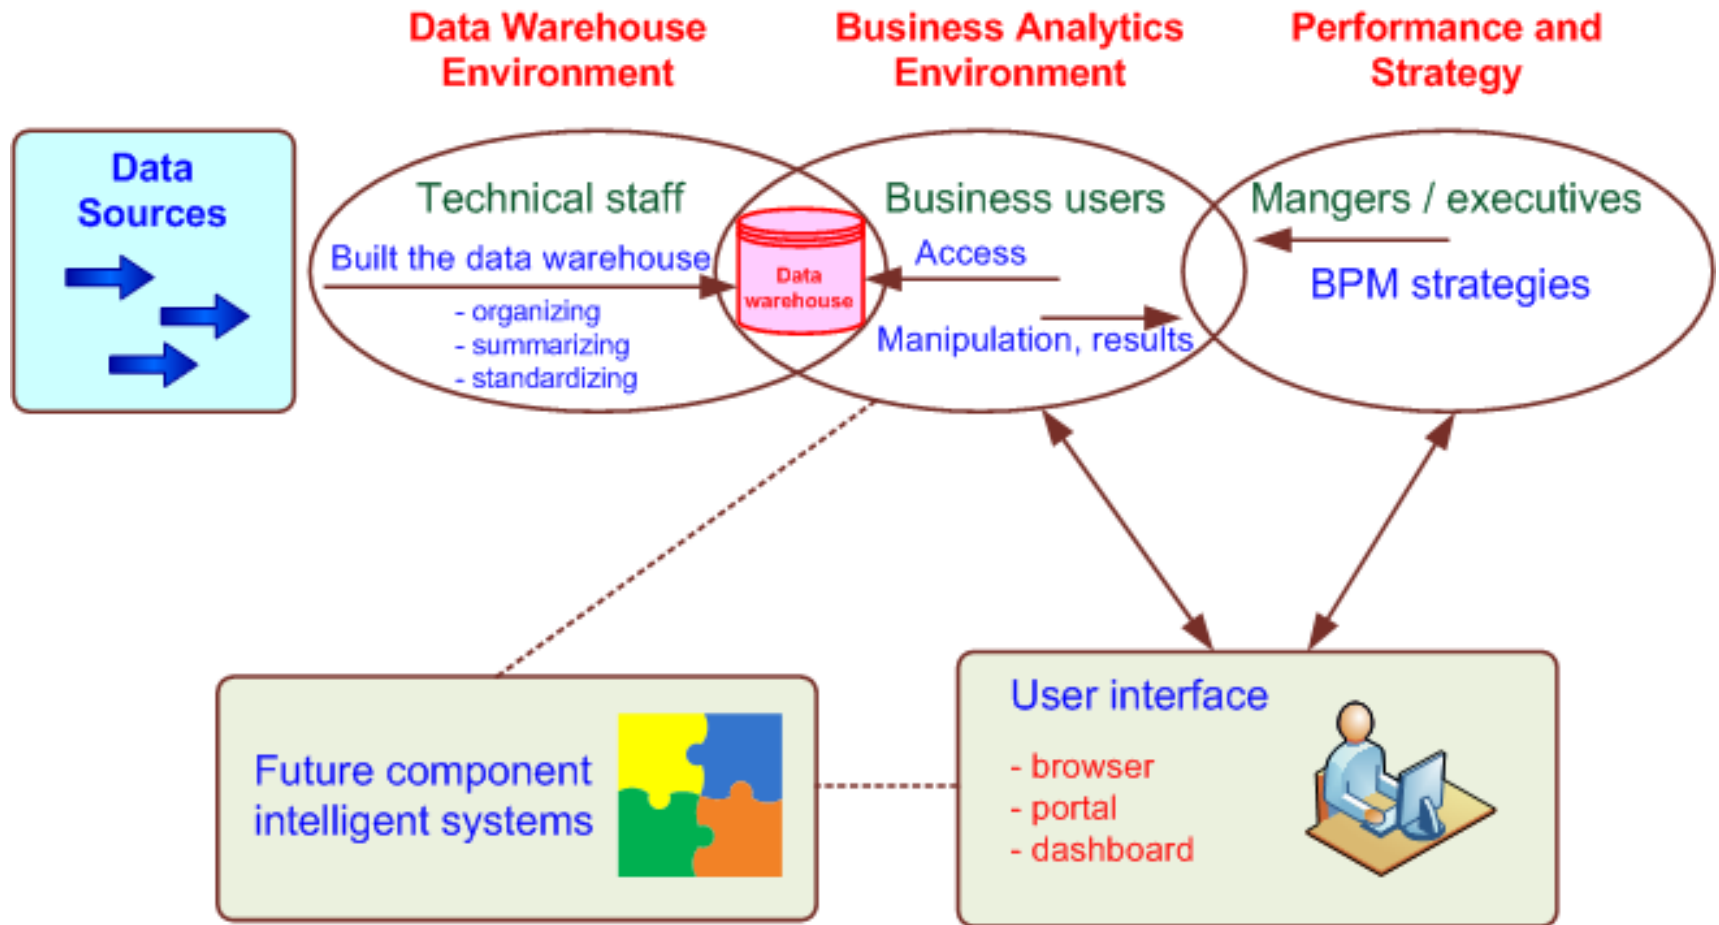 Data Warehouse
Environment
Business Analytics
Environment
Performance and
Strategy
Data
Sources
Technical staff
Built the data warehouse
- organizing
- summarizing
- standardizing
Data
warehouse
Business users
Access
Manipulation, results
Mangers / executives
BPM strategies
Future component
intelligent systems
User interface
- browser
- portal
- dashboard